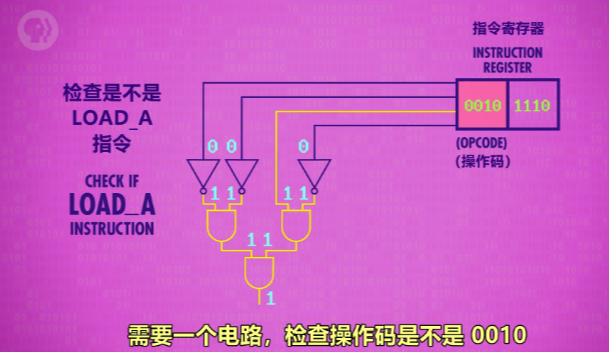 指令寄存器
INSTRUCTION
REGISTER
0010 1110
(OPCODE)
(操作码)
检查是不是
LOAD_A
指令
CHECK IF
LOAD_A
INSTRUCTION
0 0 0
1 1 1 1
1 1
1
需要一个电路，检查操作码是不是 0010